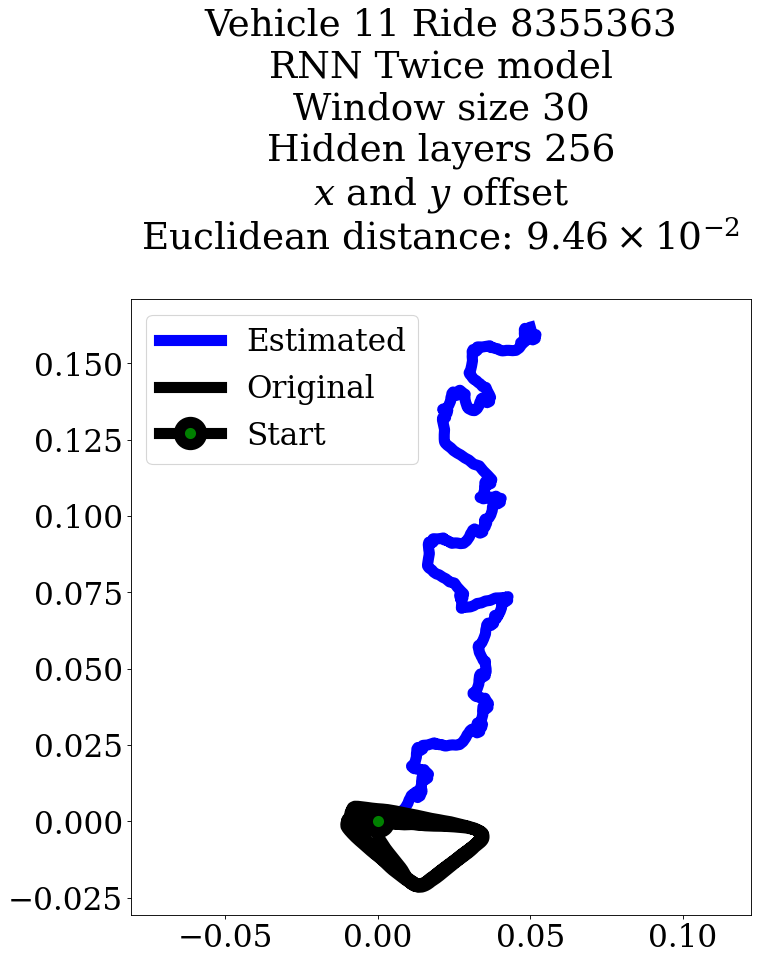 Vehicle 11 Ride 8355363
RNN Twice model
Window size 30
Hidden layers 256
x and y offset
Euclidean distance: 9.46 × 10⁻²
Estimated
Original
Start
0.150
0.125
0.100
0.075
0.050
0.025
0.000
−0.025
−0.05 0.00 0.05 0.10